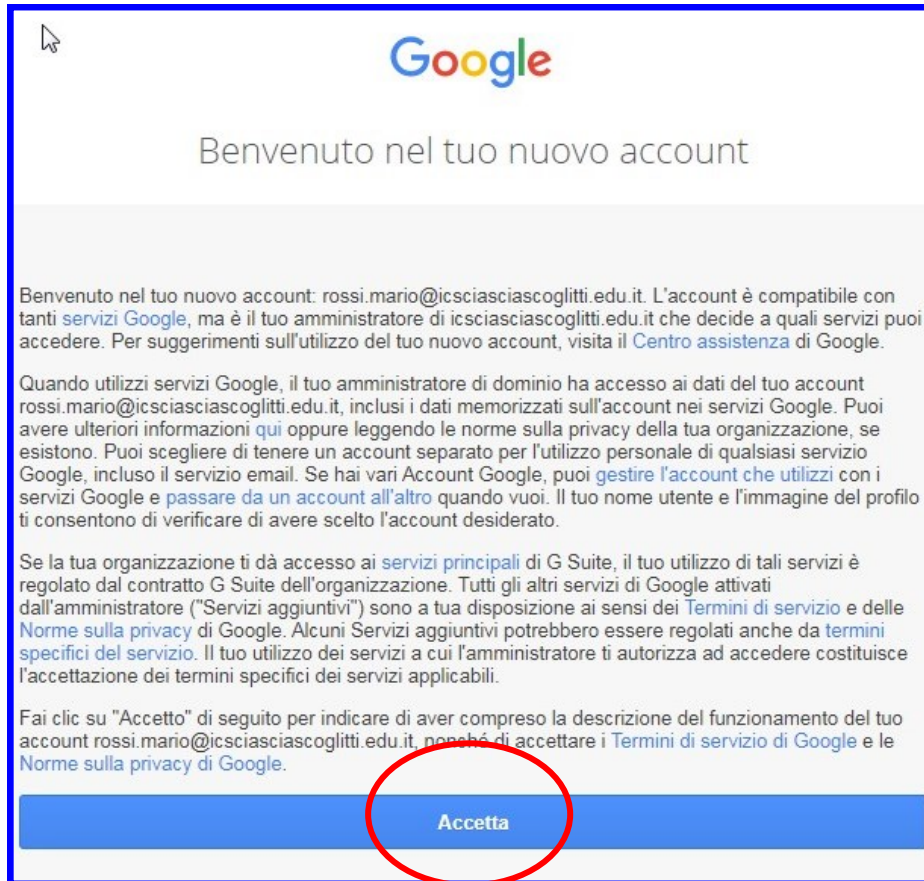 Google
Benvenuto nel tuo nuovo account
Benvenuto nel tuo nuovo account: rossi.mario@icsciasciascoglitti.edu.it. L'account è compatibile con
tanti servizi Google, ma è il tuo amministratore di icsciasciascoglitti.edu.it che decide a quali servizi puoi
accedere. Per suggerimenti sull'utilizzo del tuo nuovo account, visita il Centro assistenza di Google.
Quando utilizzi servizi Google, il tuo amministratore di dominio ha accesso ai dati del tuo account
rossi.mario@icsciasciascoglitti.edu.it, inclusi i dati memorizzati sull'account nei servizi Google. Puoi
avere ulteriori informazioni qui oppure leggendo le norme sulla privacy della tua organizzazione, se
esistono. Puoi scegliere di tenere un account separato per l'utilizzo personale di qualsiasi servizio
Google, incluso il servizio email. Se hai vari Account Google, puoi gestire l'account che utilizzi con i
servizi Google e passare da un account all'altro quando vuoi. Il tuo nome utente e l'immagine del profilo
ti consentono di verificare di avere scelto l'account desiderato.
Se la tua organizzazione ti dà accesso ai servizi principali di G Suite, il tuo utilizzo di tali servizi è
regolato dal contratto G Suite dell'organizzazione. Tutti gli altri servizi di Google attivati
dall'amministratore ("Servizi aggiuntivi") sono a tua disposizione ai sensi dei Termini di servizio e delle
Norme sulla privacy di Google. Alcuni Servizi aggiuntivi potrebbero essere regolati anche da termini
specifici del servizio. Il tuo utilizzo dei servizi a cui l'amministratore ti autorizza ad accedere costituisce
l'accettazione dei termini specifici dei servizi applicabili.
Fai clic su "Accetto" di seguito per indicare di aver compreso la descrizione del funzionamento del tuo
account rossi.mario@icsciasciascoglitti.edu.it, nonché di accettare i Termini di servizio di Google e le
Norme sulla privacy di Google.
Accetta